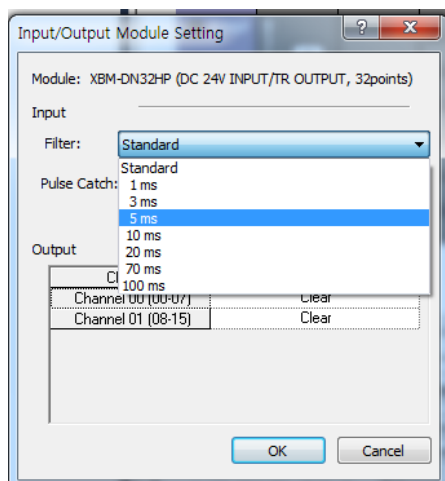 Input/Output Module Setting
Module: XBM-DN32HP (DC 24V INPUT/TR OUTPUT, 32points)
Input
Filter: Standard
Standard
1 ms
3 ms
5 ms
10 ms
20 ms
70 ms
100 ms
Pulse Catch:
Output
Channel 00 (00-07) Clear
Channel 01 (08-15) Clear
OK Cancel